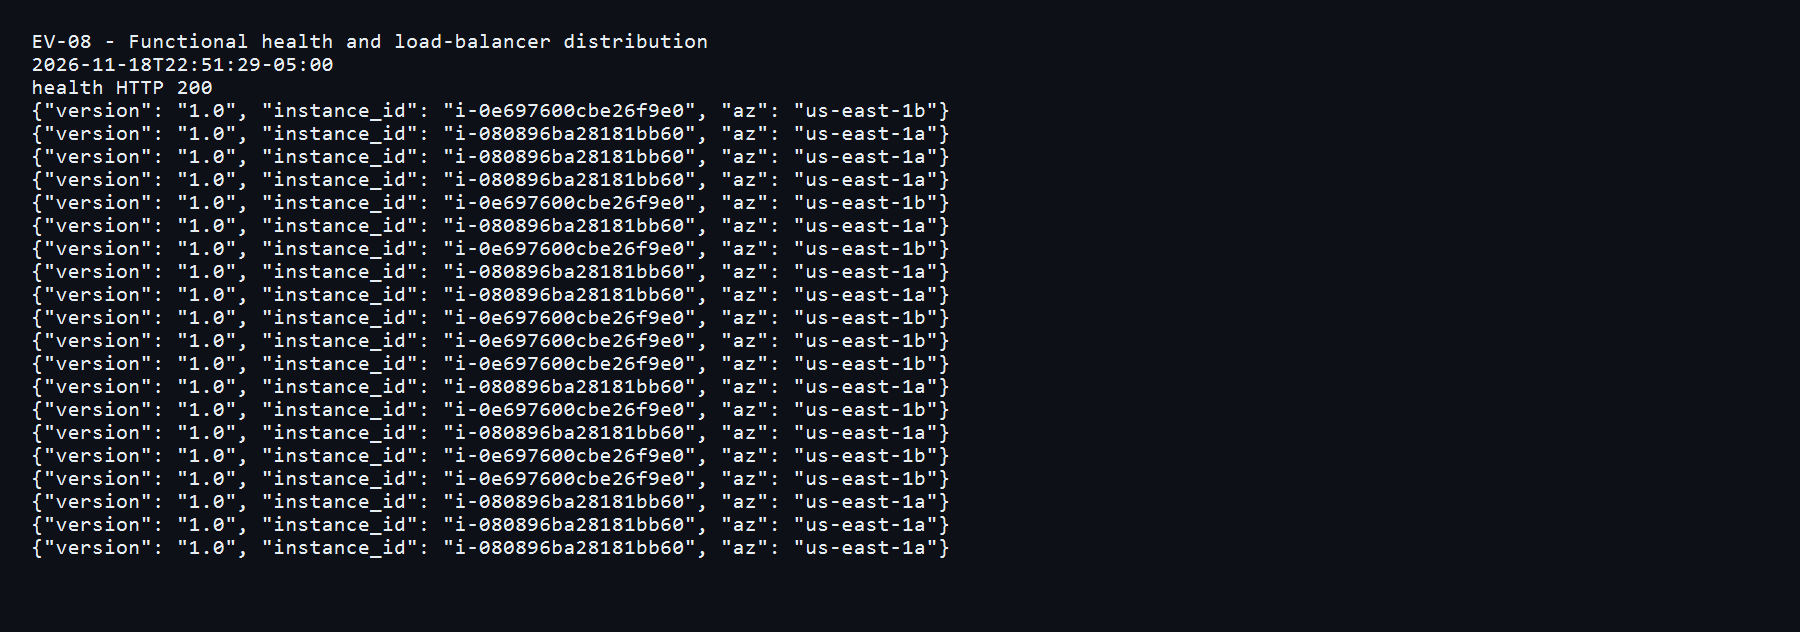 EV-08 - Functional health and load-balancer distribution
2026-11-18T22:51:29-05:00
health HTTP 200
{"version": "1.0", "instance_id": "i-0e697600cbe26f9e0", "az": "us-east-1b"}
{"version": "1.0", "instance_id": "i-080896ba28181bb60", "az": "us-east-1a"}
{"version": "1.0", "instance_id": "i-080896ba28181bb60", "az": "us-east-1a"}
{"version": "1.0", "instance_id": "i-080896ba28181bb60", "az": "us-east-1a"}
{"version": "1.0", "instance_id": "i-0e697600cbe26f9e0", "az": "us-east-1b"}
{"version": "1.0", "instance_id": "i-080896ba28181bb60", "az": "us-east-1a"}
{"version": "1.0", "instance_id": "i-0e697600cbe26f9e0", "az": "us-east-1b"}
{"version": "1.0", "instance_id": "i-080896ba28181bb60", "az": "us-east-1a"}
{"version": "1.0", "instance_id": "i-080896ba28181bb60", "az": "us-east-1a"}
{"version": "1.0", "instance_id": "i-0e697600cbe26f9e0", "az": "us-east-1b"}
{"version": "1.0", "instance_id": "i-0e697600cbe26f9e0", "az": "us-east-1b"}
{"version": "1.0", "instance_id": "i-0e697600cbe26f9e0", "az": "us-east-1b"}
{"version": "1.0", "instance_id": "i-080896ba28181bb60", "az": "us-east-1a"}
{"version": "1.0", "instance_id": "i-0e697600cbe26f9e0", "az": "us-east-1b"}
{"version": "1.0", "instance_id": "i-080896ba28181bb60", "az": "us-east-1a"}
{"version": "1.0", "instance_id": "i-0e697600cbe26f9e0", "az": "us-east-1b"}
{"version": "1.0", "instance_id": "i-0e697600cbe26f9e0", "az": "us-east-1b"}
{"version": "1.0", "instance_id": "i-080896ba28181bb60", "az": "us-east-1a"}
{"version": "1.0", "instance_id": "i-080896ba28181bb60", "az": "us-east-1a"}
{"version": "1.0", "instance_id": "i-080896ba28181bb60", "az": "us-east-1a"}